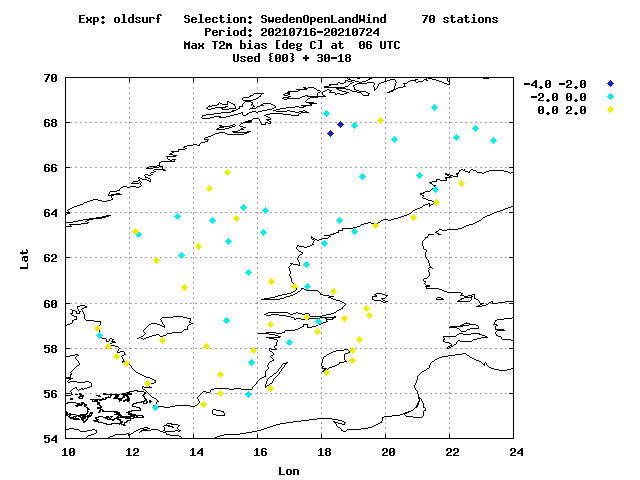 Exp: oldsurf   Selection: SwedenOpenLandWind     70 stations
Period: 20210716-20210724
Max T2m bias [deg C] at  06 UTC
Used {00} + 30-18
-4.0 -2.0
-2.0 0.0
0.0 2.0
70
68
66
64
62
60
58
56
54
Lat
10 12 14 16 18 20 22 24
Lon